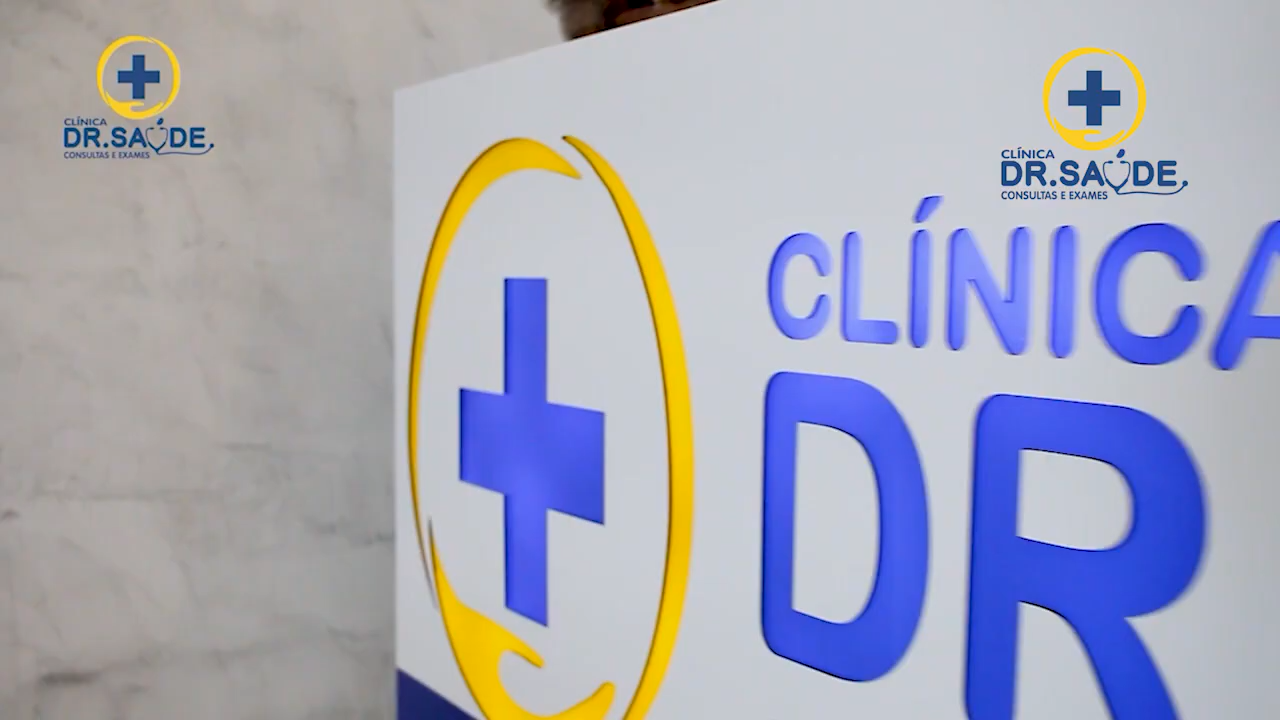 CLÍNICA
DR.SAÚDE
CONSULTAS E EXAMES
CLÍNICA
DR.SAÚDE
CONSULTAS E EXAMES
CLÍNICA
DR